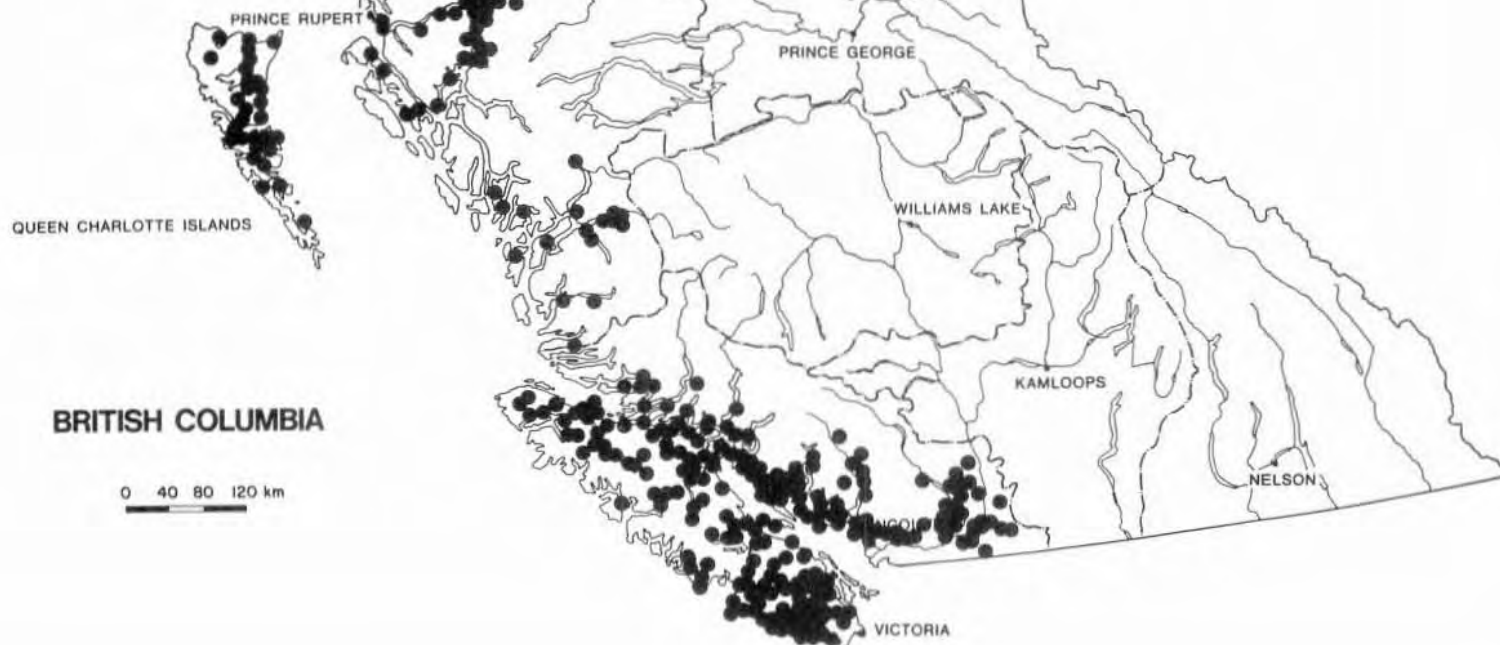 PRINCE RUPERT
PRINCE GEORGE
WILLIAMS LAKE
QUEEN CHARLOTTE ISLANDS
KAMLOOPS
BRITISH COLUMBIA
0 40 80 120 km
NELSON
VICTORIA